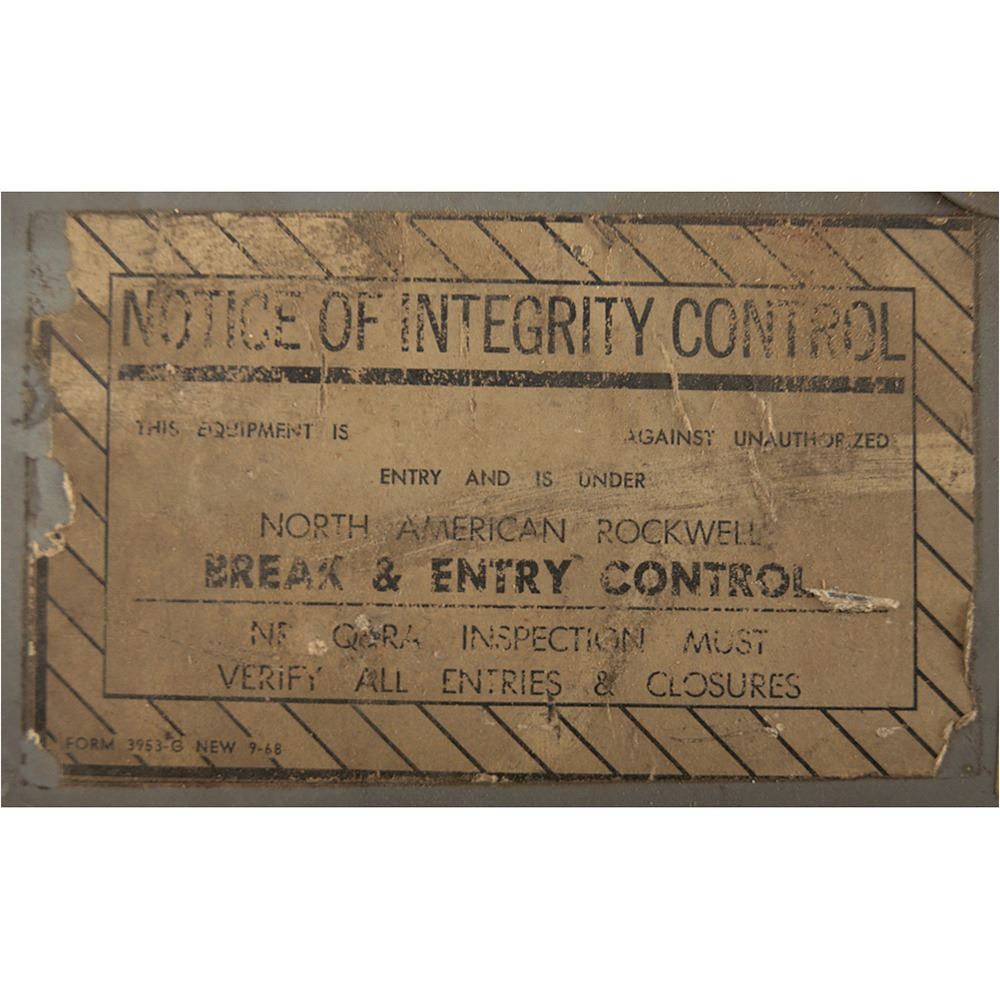 NOTICE OF INTEGRITY CONTROL
THIS EQUIPMENT IS AGAINST UNAUTHORIZED
ENTRY AND IS UNDER
NORTH AMERICAN ROCKWELL
BREAK & ENTRY CONTROL
Q&RA INSPECTION MUST
VERIFY ALL ENTRIES & CLOSURES
FORM 3953-G NEW 9-68